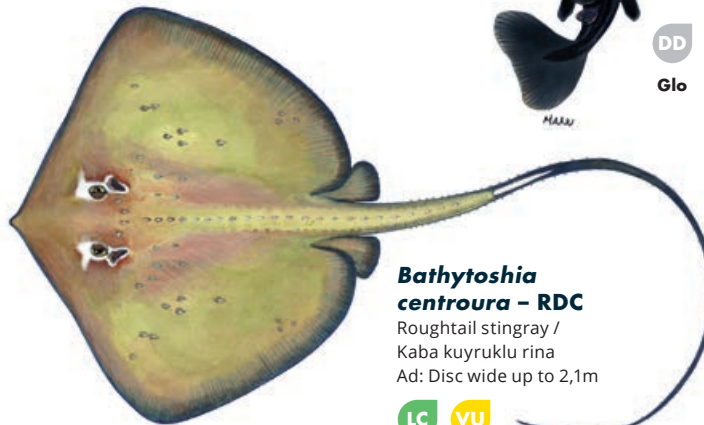 DD
Glo
MANU
Bathytoshia
centroura – RDC
Roughtail stingray /
Kaba kuyruklu rina
Ad: Disc wide up to 2,1m
LC VU